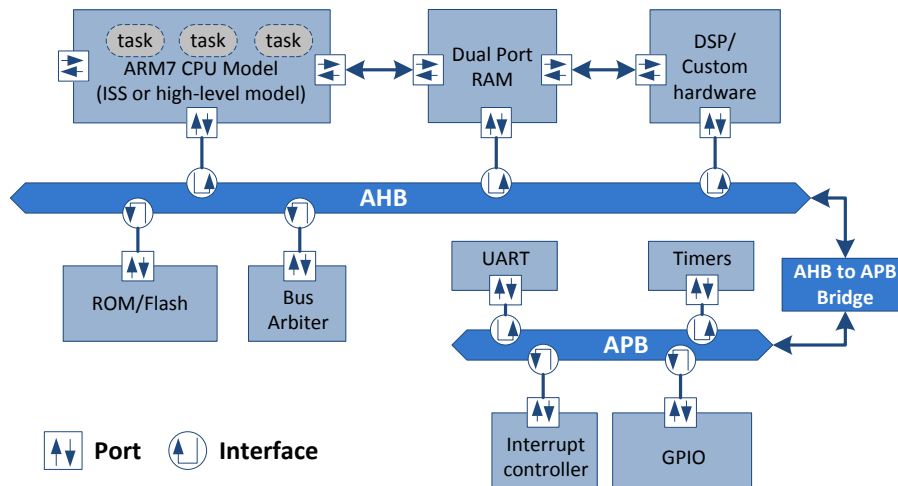 task task task
ARM7 CPU Model
(ISS or high-level model)
Dual Port
RAM
DSP/
Custom
hardware
AHB
ROM/Flash
Bus
Arbiter
UART
Timers
AHB to APB
Bridge
APB
Interrupt
controller
GPIO
Port
Interface